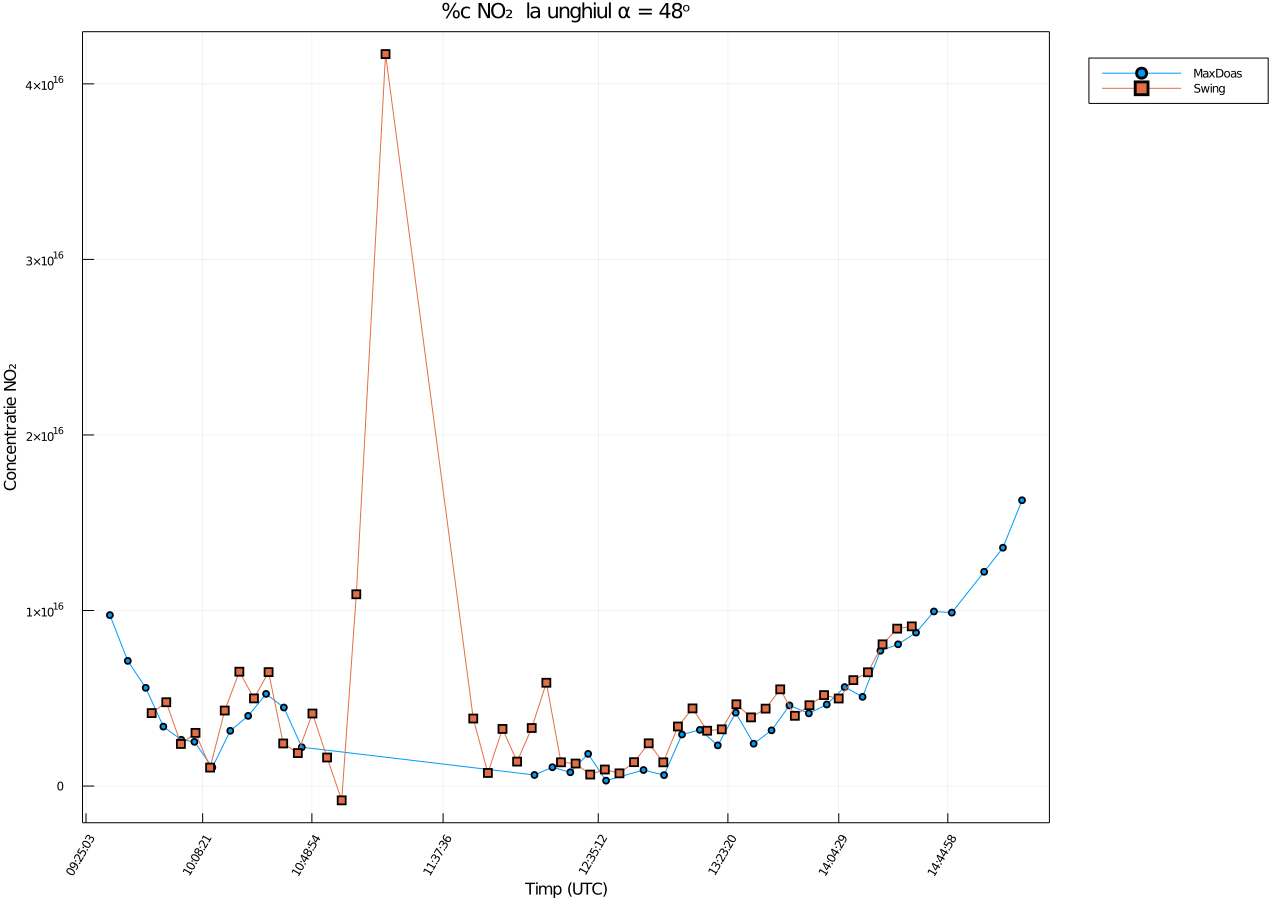 %c NO₂ la unghiul α = 48ᵒ
MaxDoas
Swing
4×10¹⁶
3×10¹⁶
2×10¹⁶
1×10¹⁶
0
Concentratie NO₂
09:25:03
10:08:21
10:48:54
11:37:36
12:35:12
13:23:20
14:04:29
14:44:58
Timp (UTC)